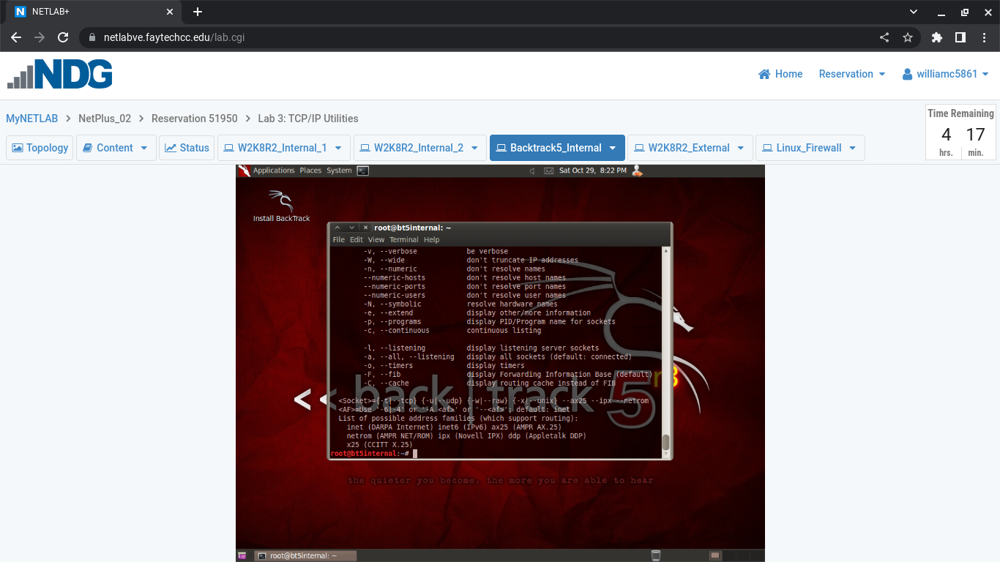 NETLAB+
netlabve.faytechcc.edu/lab.cgi
NDG
Home Reservation williamc5861
MyNETLAB > NetPlus_02 > Reservation 51950 > Lab 3: TCP/IP Utilities
Time Remaining
4 17
hrs. min.
Topology Content Status W2K8R2_Internal_1 W2K8R2_Internal_2 Backtrack5_Internal W2K8R2_External Linux_Firewall
Applications Places System Sat Oct 29, 8:22 PM
Install BackTrack
root@bt5internal: ~
File Edit View Terminal Help
-v, --verbose be verbose
-W, --wide don't truncate IP addresses
-n, --numeric don't resolve names
--numeric-hosts don't resolve host names
--numeric-ports don't resolve port names
--numeric-users don't resolve user names
-N, --symbolic resolve hardware names
-e, --extend display other/more information
-p, --programs display PID/Program name for sockets
-c, --continuous continuous listing
-l, --listening display listening server sockets
-a, --all, --listening display all sockets (default: connected)
-o, --timers display timers
-F, --fib display Forwarding Information Base (default)
-C, --cache display routing cache instead of FIB
<< back | track 5 r3
<Socket>={-t|--tcp} {-u|--udp} {-w|--raw} {-x|--unix} --ax25 --ipx --netrom
<AF>=Use '-6|-4' or '-A <af>' or '--<af>'; default: inet
List of possible address families (which support routing):
inet (DARPA Internet) inet6 (IPv6) ax25 (AMPR AX.25)
netrom (AMPR NET/ROM) ipx (Novell IPX) ddp (Appletalk DDP)
x25 (CCITT X.25)
root@bt5internal:~#
the quieter you become, the more you are able to hear
root@bt5internal: ~